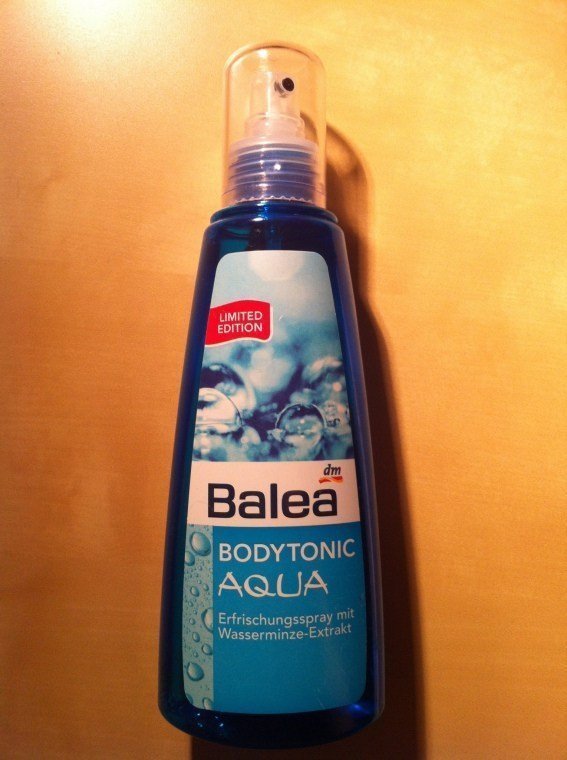 LIMITED
EDITION
dm
Balea
BODYTONIC
AQUA
Erfrischungsspray mit
Wasserminze-Extrakt